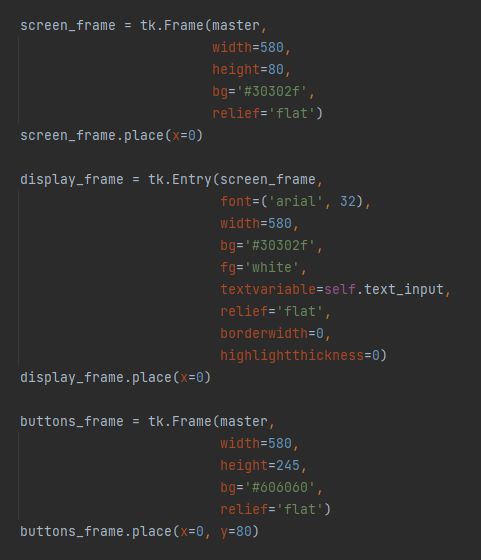 screen_frame = tk.Frame(master,
width=580,
height=80,
bg='#30302f',
relief='flat')
screen_frame.place(x=0)
display_frame = tk.Entry(screen_frame,
font=('arial', 32),
width=580,
bg='#30302f',
fg='white',
textvariable=self.text_input,
relief='flat',
borderwidth=0,
highlightthickness=0)
display_frame.place(x=0)
buttons_frame = tk.Frame(master,
width=580,
height=245,
bg='#606060',
relief='flat')
buttons_frame.place(x=0, y=80)